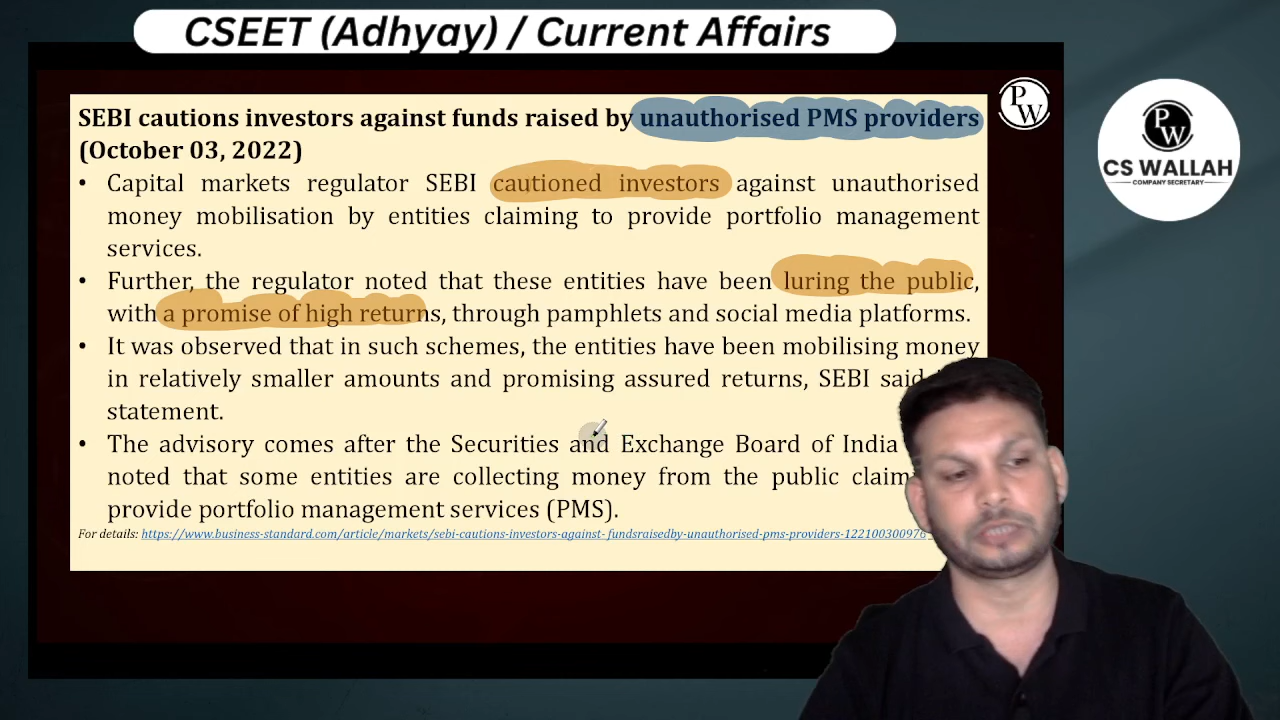 CSEET (Adhyay) / Current Affairs
SEBI cautions investors against funds raised by unauthorised PMS providers
(October 03, 2022)
• Capital markets regulator SEBI cautioned investors against unauthorised
money mobilisation by entities claiming to provide portfolio management
services.
• Further, the regulator noted that these entities have been luring the public,
with a promise of high returns, through pamphlets and social media platforms.
• It was observed that in such schemes, the entities have been mobilising money
in relatively smaller amounts and promising assured returns, SEBI said
statement.
• The advisory comes after the Securities and Exchange Board of India
noted that some entities are collecting money from the public
provide portfolio management services (PMS).
For details: https://www.business-standard.com/article/markets/sebi-cautions-investors-against- fundsraisedby-unauthorised-pms-providers-122100300976
PW
PW
CS WALLAH
COMPANY SECRETARY